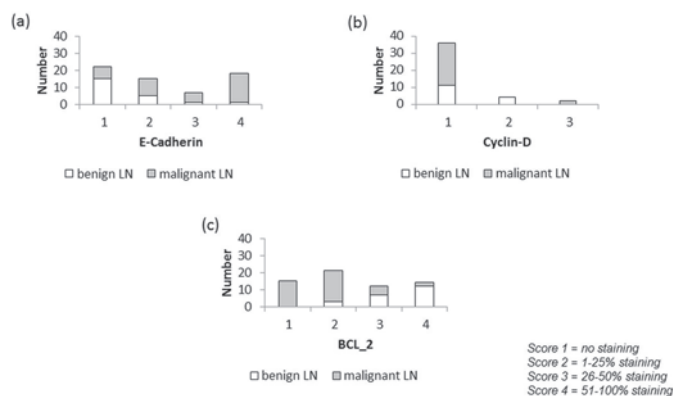 (a)
Number
40
30
20
10
0
1 2 3 4
E-Cadherin
benign LN malignant LN
(b)
Number
40
30
20
10
0
1 2 3
Cyclin-D
benign LN malignant LN
(c)
Number
40
30
20
10
0
1 2 3 4
BCL_2
benign LN malignant LN
Score 1 = no staining
Score 2 = 1-25% staining
Score 3 = 26-50% staining
Score 4 = 51-100% staining